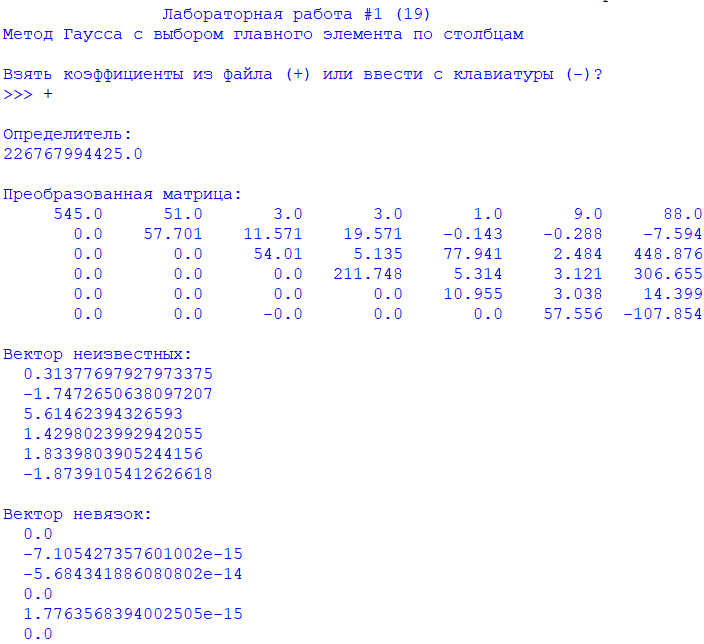 Лабораторная работа #1 (19)
Метод Гаусса с выбором главного элемента по столбцам
Взять коэффициенты из файла (+) или ввести с клавиатуры (-)?
>>> +
Определитель:
226767994425.0
Преобразованная матрица:
545.0 51.0 3.0 3.0 1.0 9.0 88.0
0.0 57.701 11.571 19.571 -0.143 -0.288 -7.594
0.0 0.0 54.01 5.135 77.941 2.484 448.876
0.0 0.0 0.0 211.748 5.314 3.121 306.655
0.0 0.0 0.0 0.0 10.955 3.038 14.399
0.0 0.0 -0.0 0.0 0.0 57.556 -107.854
Вектор неизвестных:
0.31377697927973375
-1.7472650638097207
5.61462394326593
1.4298023992942055
1.8339803905244156
-1.8739105412626618
Вектор невязок:
0.0
-7.105427357601002e-15
-5.684341886080802e-14
0.0
1.7763568394002505e-15
0.0